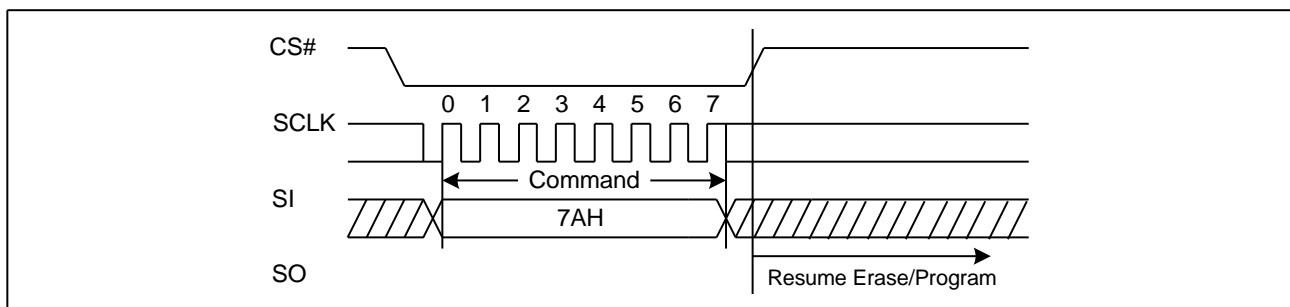 CS#
0 1 2 3 4 5 6 7
SCLK
Command
SI
7AH
SO
Resume Erase/Program